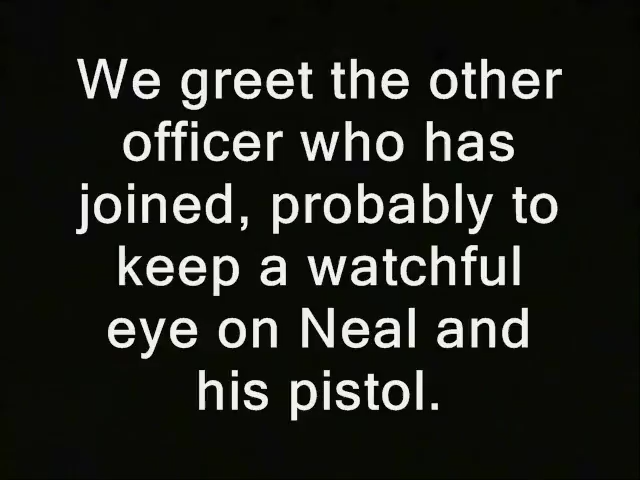 We greet the other
officer who has
joined, probably to
keep a watchful
eye on Neal and
his pistol.